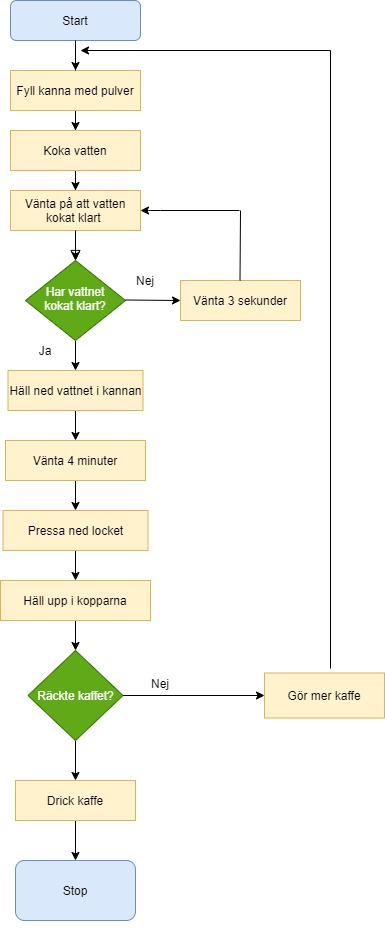 Start
Fyll kanna med pulver
Koka vatten
Vänta på att vatten
kokat klart
Har vattnet
kokat klart?
Nej
Vänta 3 sekunder
Ja
Häll ned vattnet i kannan
Vänta 4 minuter
Pressa ned locket
Häll upp i kopparna
Räckte kaffet?
Nej
Gör mer kaffe
Drick kaffe
Stop